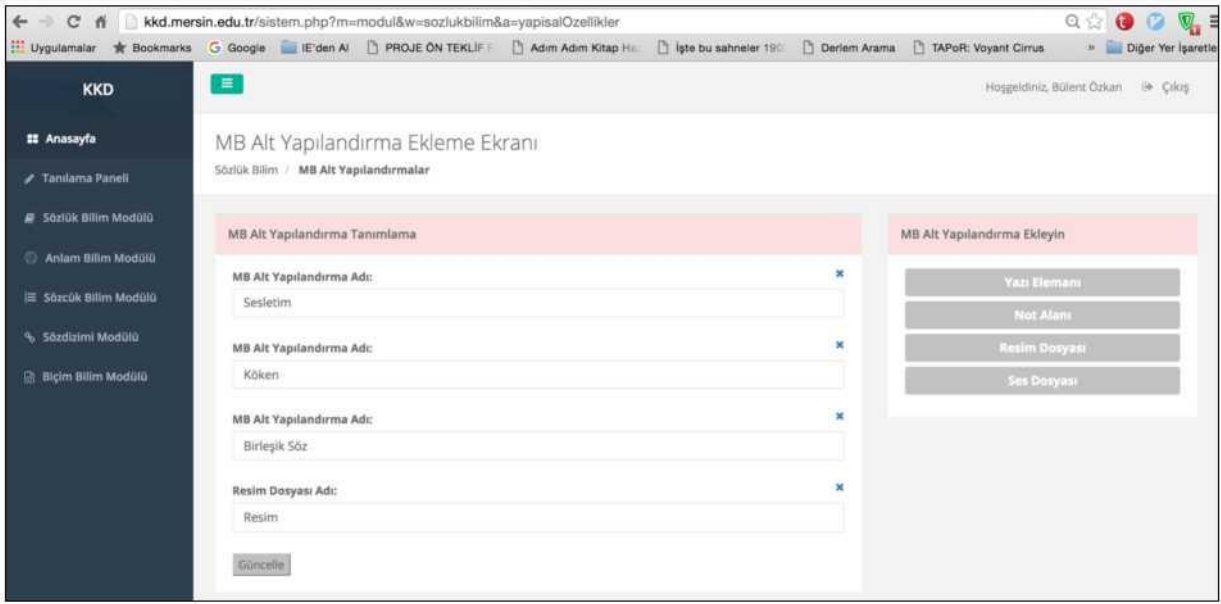 kkd.mersin.edu.tr/sistem.php?m=modul&w=sozlukbilim&a=yapisalOzellikler
Uygulamalar Bookmarks Google IE'den Al PROJE ÖN TEKLİF F Adım Adım Kitap Ha İşte bu sahneler 190 Derlem Arama TAPoR: Voyant Cirrus » Diğer Yer İşaretle
KKD
Hoşgeldiniz, Bülent Özkan Çıkış
Anasayfa
Tanılama Paneli
Sözlük Bilim Modülü
Anlam Bilim Modülü
Sözcük Bilim Modülü
Sözdizimi Modülü
Biçim Bilim Modülü
MB Alt Yapılandırma Ekleme Ekranı
Sözlük Bilim / MB Alt Yapılandırmalar
MB Alt Yapılandırma Tanımlama
MB Alt Yapılandırma Adı:
Sesletim
MB Alt Yapılandırma Adı:
Köken
MB Alt Yapılandırma Adı:
Birleşik Söz
Resim Dosyası Adı:
Resim
Güncelle
MB Alt Yapılandırma Ekleyin
Yazı Elemanı
Not Alanı
Resim Dosyası
Ses Dosyası